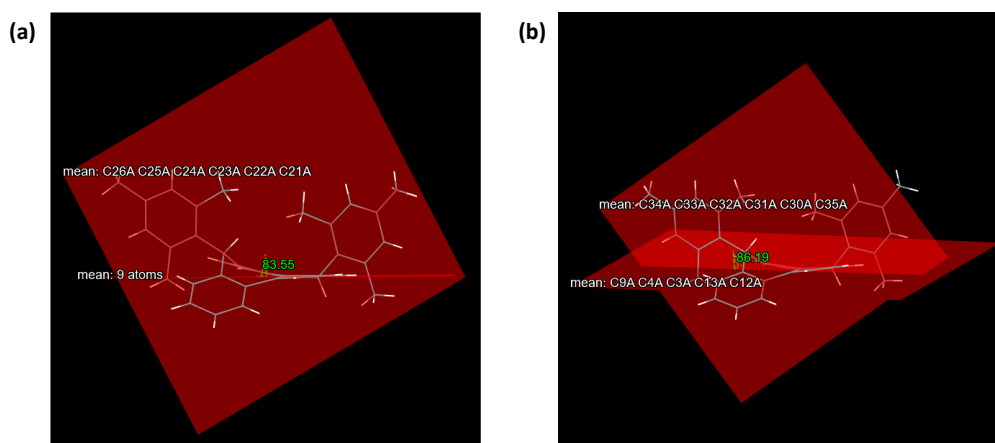 (a)
mean: C26A C25A C24A C23A C22A C21A
83.55
mean: 9 atoms
(b)
mean: C34A C33A C32A C31A C30A C35A
86.19
mean: C9A C4A C3A C13A C12A